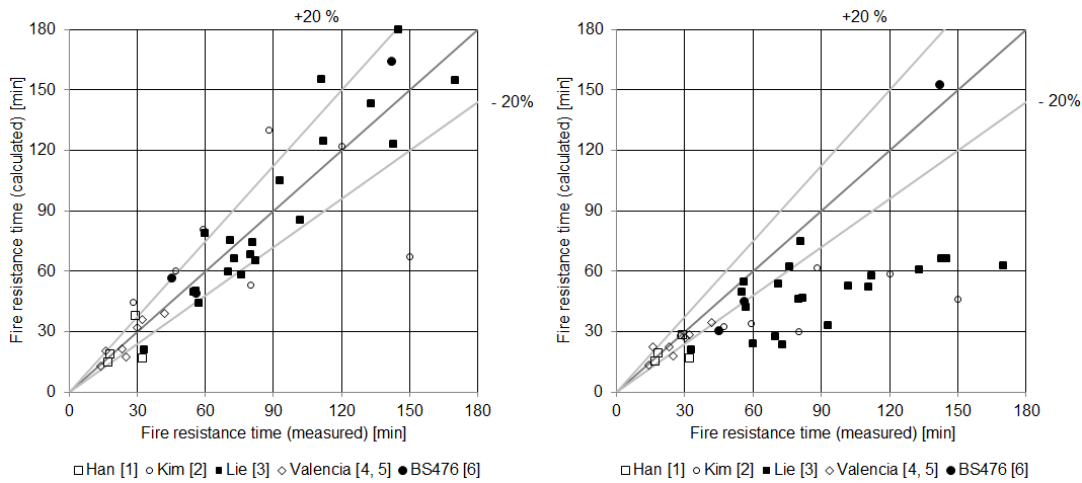 +20 %
180
150
120
90
60
30
0
Fire resistance time (calculated) [min]
- 20%
0 30 60 90 120 150 180
Fire resistance time (measured) [min]
□ Han [1] ○ Kim [2] ■ Lie [3] ◇ Valencia [4, 5] ● BS476 [6]
+20 %
180
150
120
90
60
30
0
Fire resistance time (calculated) [min]
- 20%
0 30 60 90 120 150 180
Fire resistance time (measured) [min]
□ Han [1] ○ Kim [2] ■ Lie [3] ◇ Valencia [4, 5] ● BS476 [6]